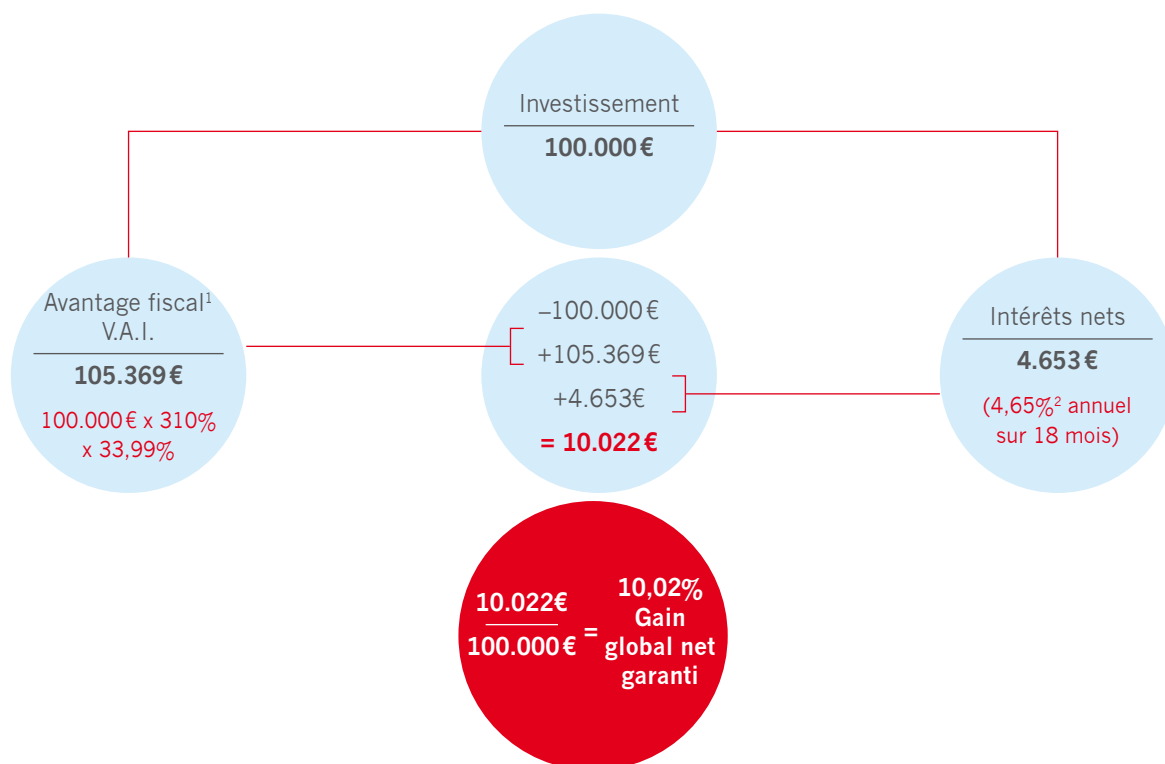 Investissement
100.000 €
Avantage fiscal¹
V.A.I.
105.369 €
100.000 € x 310%
x 33,99%
–100.000 €
+105.369 €
+4.653€
= 10.022 €
Intérêts nets
4.653 €
(4,65%² annuel
sur 18 mois)
10.022€
100.000 €
=
10,02%
Gain
global net
garanti